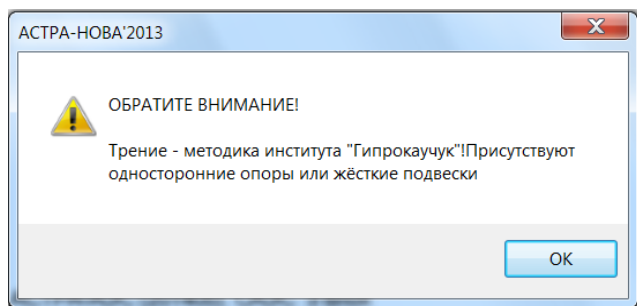 АСТРА-НОВА'2013
ОБРАТИТЕ ВНИМАНИЕ!
Трение - методика института "Гипрокаучук"!Присутствуют
односторонние опоры или жёсткие подвески
OK